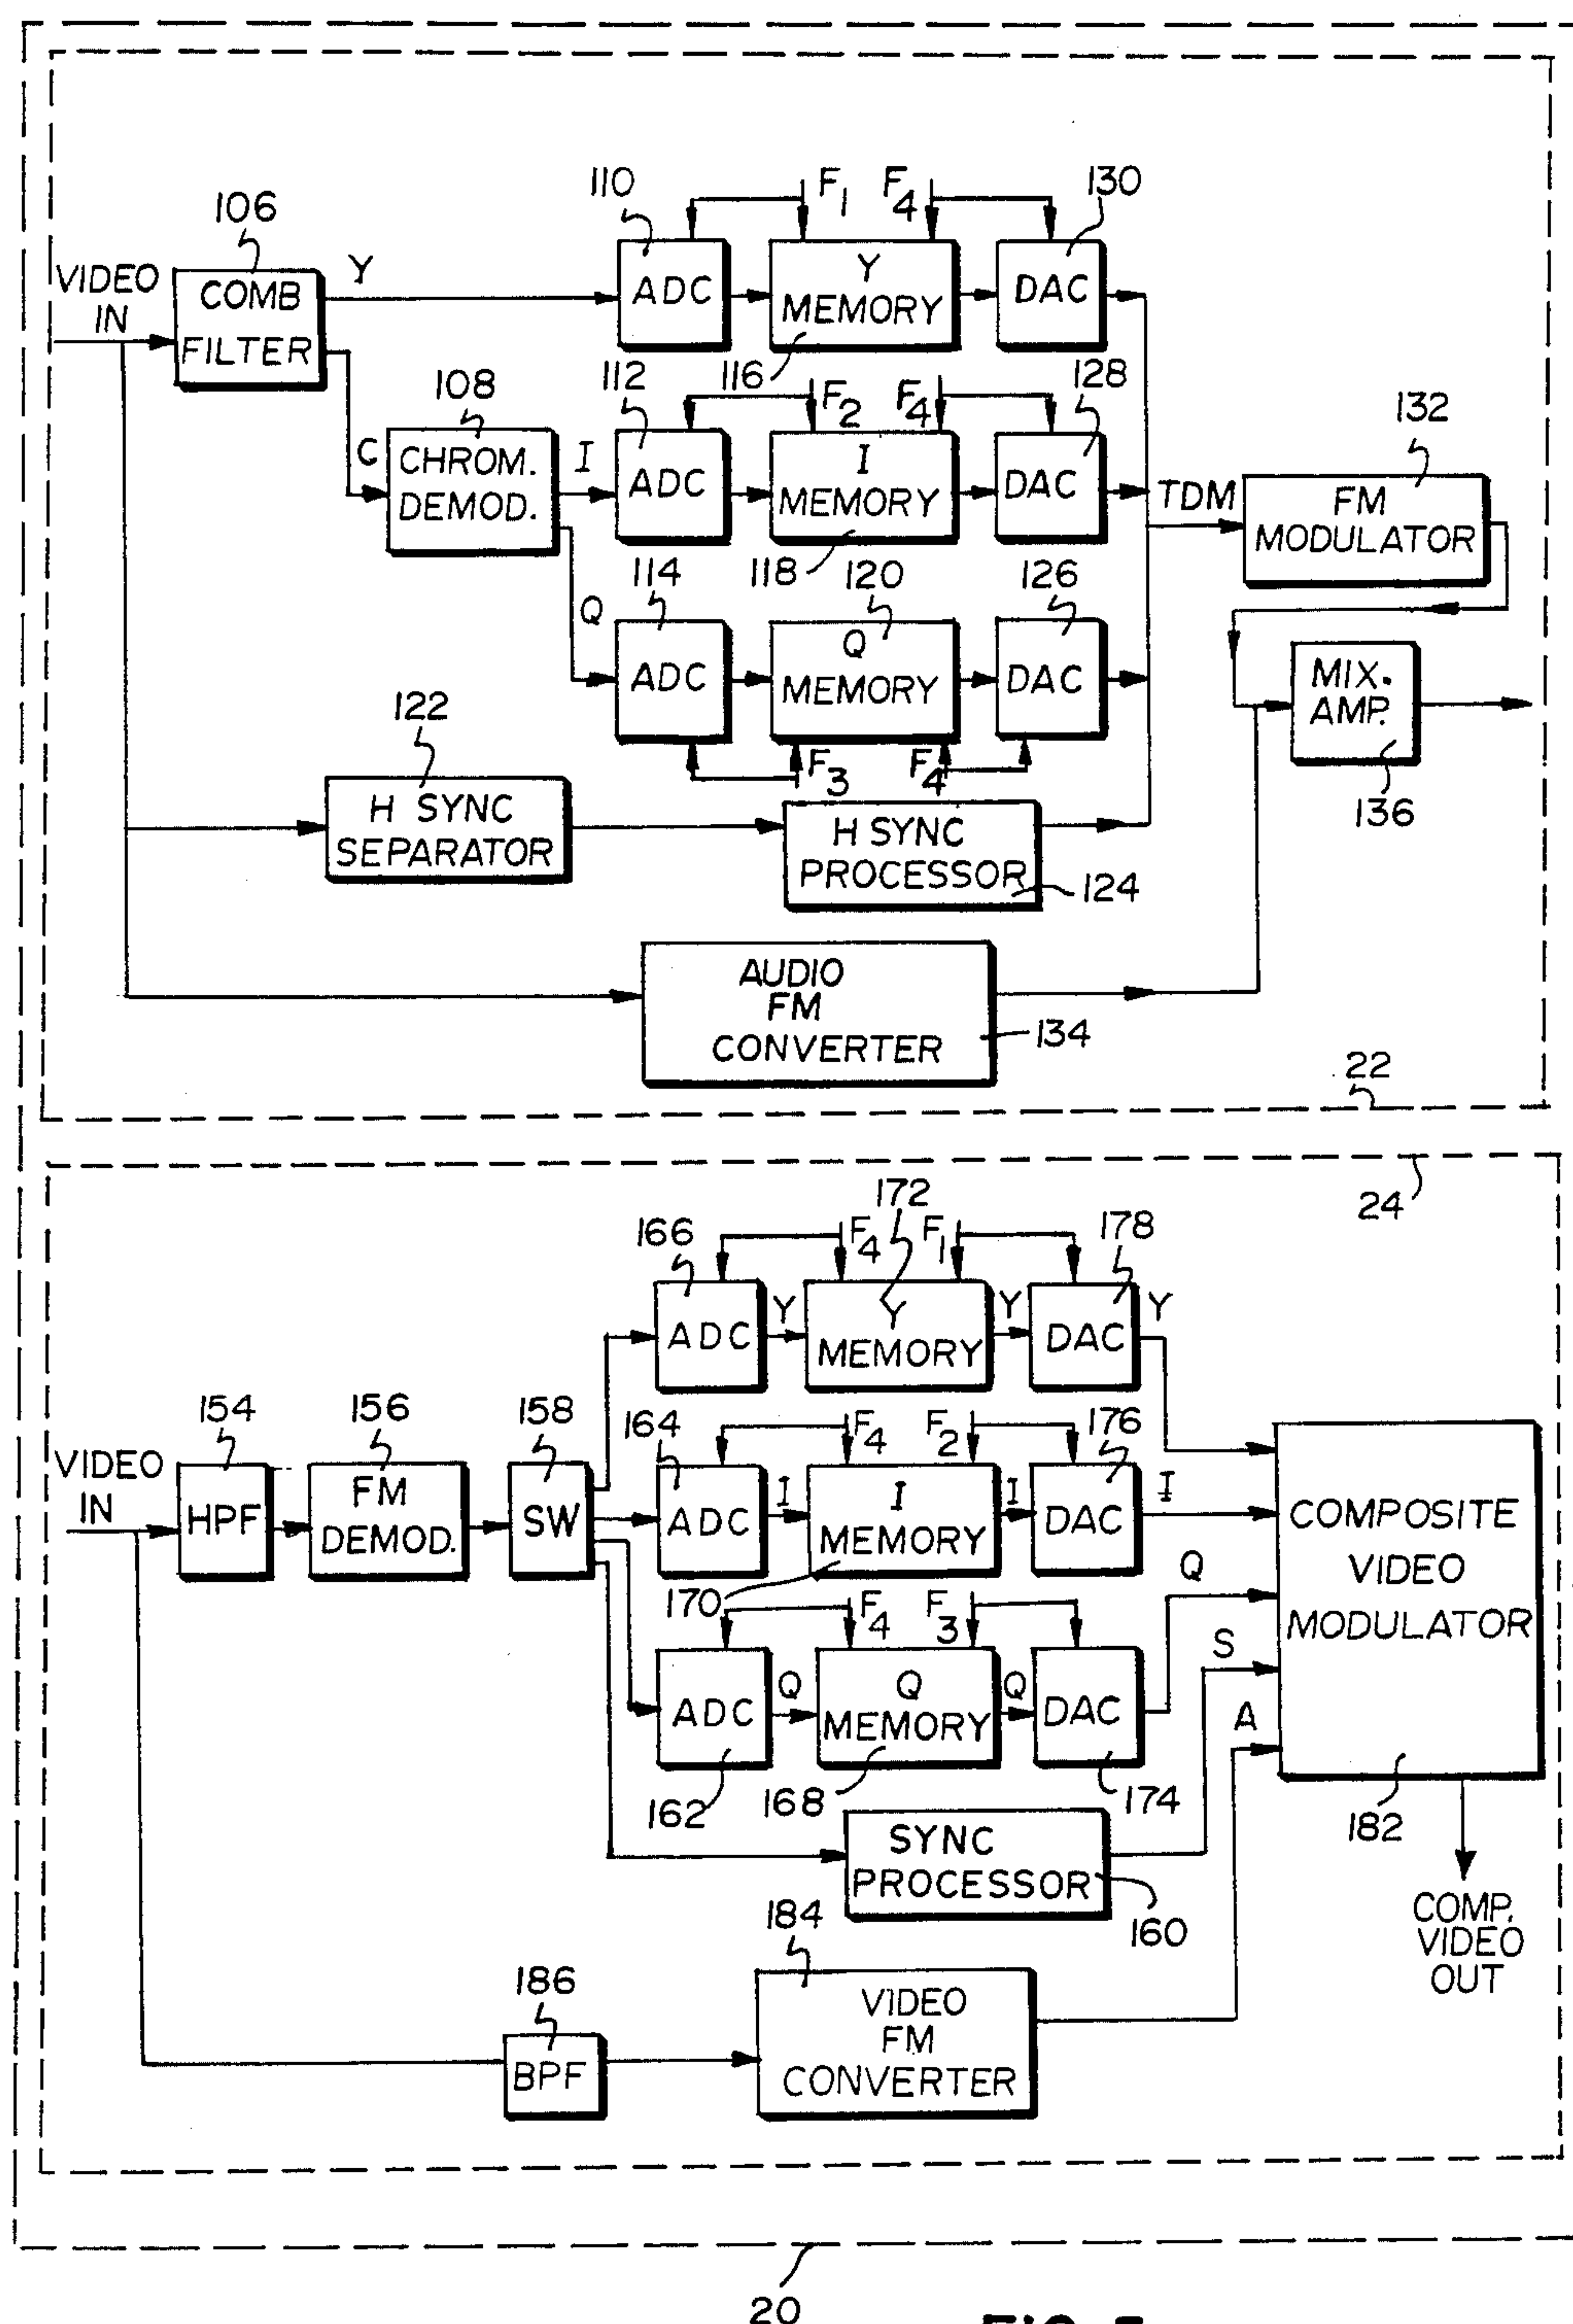 106
VIDEO
IN
COMB
FILTER
Y
C
108
CHROM.
DEMOD.
I
Q
110
ADC
F1
Y
MEMORY
116
F4
DAC
130
112
ADC
F2
I
MEMORY
118
F4
DAC
128
114
ADC
F3
120
Q
MEMORY
F4
126
DAC
TDM
132
FM
MODULATOR
MIX.
AMP.
136
122
H SYNC
SEPARATOR
H SYNC
PROCESSOR
124
AUDIO
FM
CONVERTER
134
22
24
VIDEO
IN
154
HPF
156
FM
DEMOD.
158
SW
166
ADC
Y
F4
172
Y
MEMORY
F1
Y
178
DAC
Y
164
ADC
I
F4
I
MEMORY
170
F2
I
176
DAC
I
ADC
162
Q
F4
Q
MEMORY
168
F3
Q
DAC
174
Q
SYNC
PROCESSOR
160
S
A
COMPOSITE
VIDEO
MODULATOR
182
COMP.
VIDEO
OUT
186
BPF
184
VIDEO
FM
CONVERTER
20